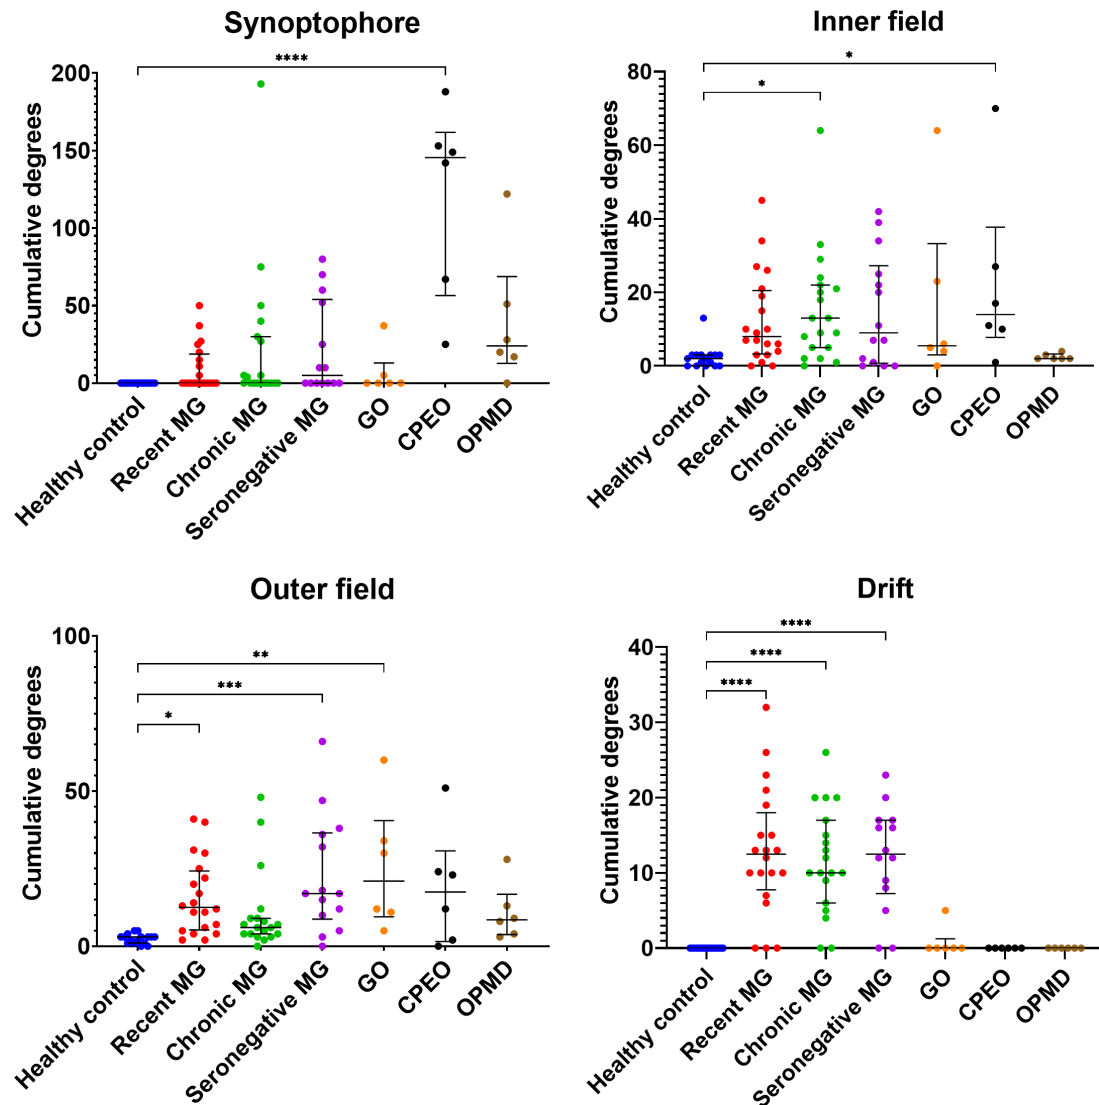 Synoptophore
****
Cumulative degrees
200
150
100
50
0
Healthy control
Recent MG
Chronic MG
Seronegative MG
GO
CPEO
OPMD
Inner field
*
*
Cumulative degrees
80
60
40
20
0
Healthy control
Recent MG
Chronic MG
Seronegative MG
GO
CPEO
OPMD
Outer field
**
***
*
Cumulative degrees
100
50
0
Healthy control
Recent MG
Chronic MG
Seronegative MG
GO
CPEO
OPMD
Drift
****
****
****
Cumulative degrees
40
30
20
10
0
Healthy control
Recent MG
Chronic MG
Seronegative MG
GO
CPEO
OPMD